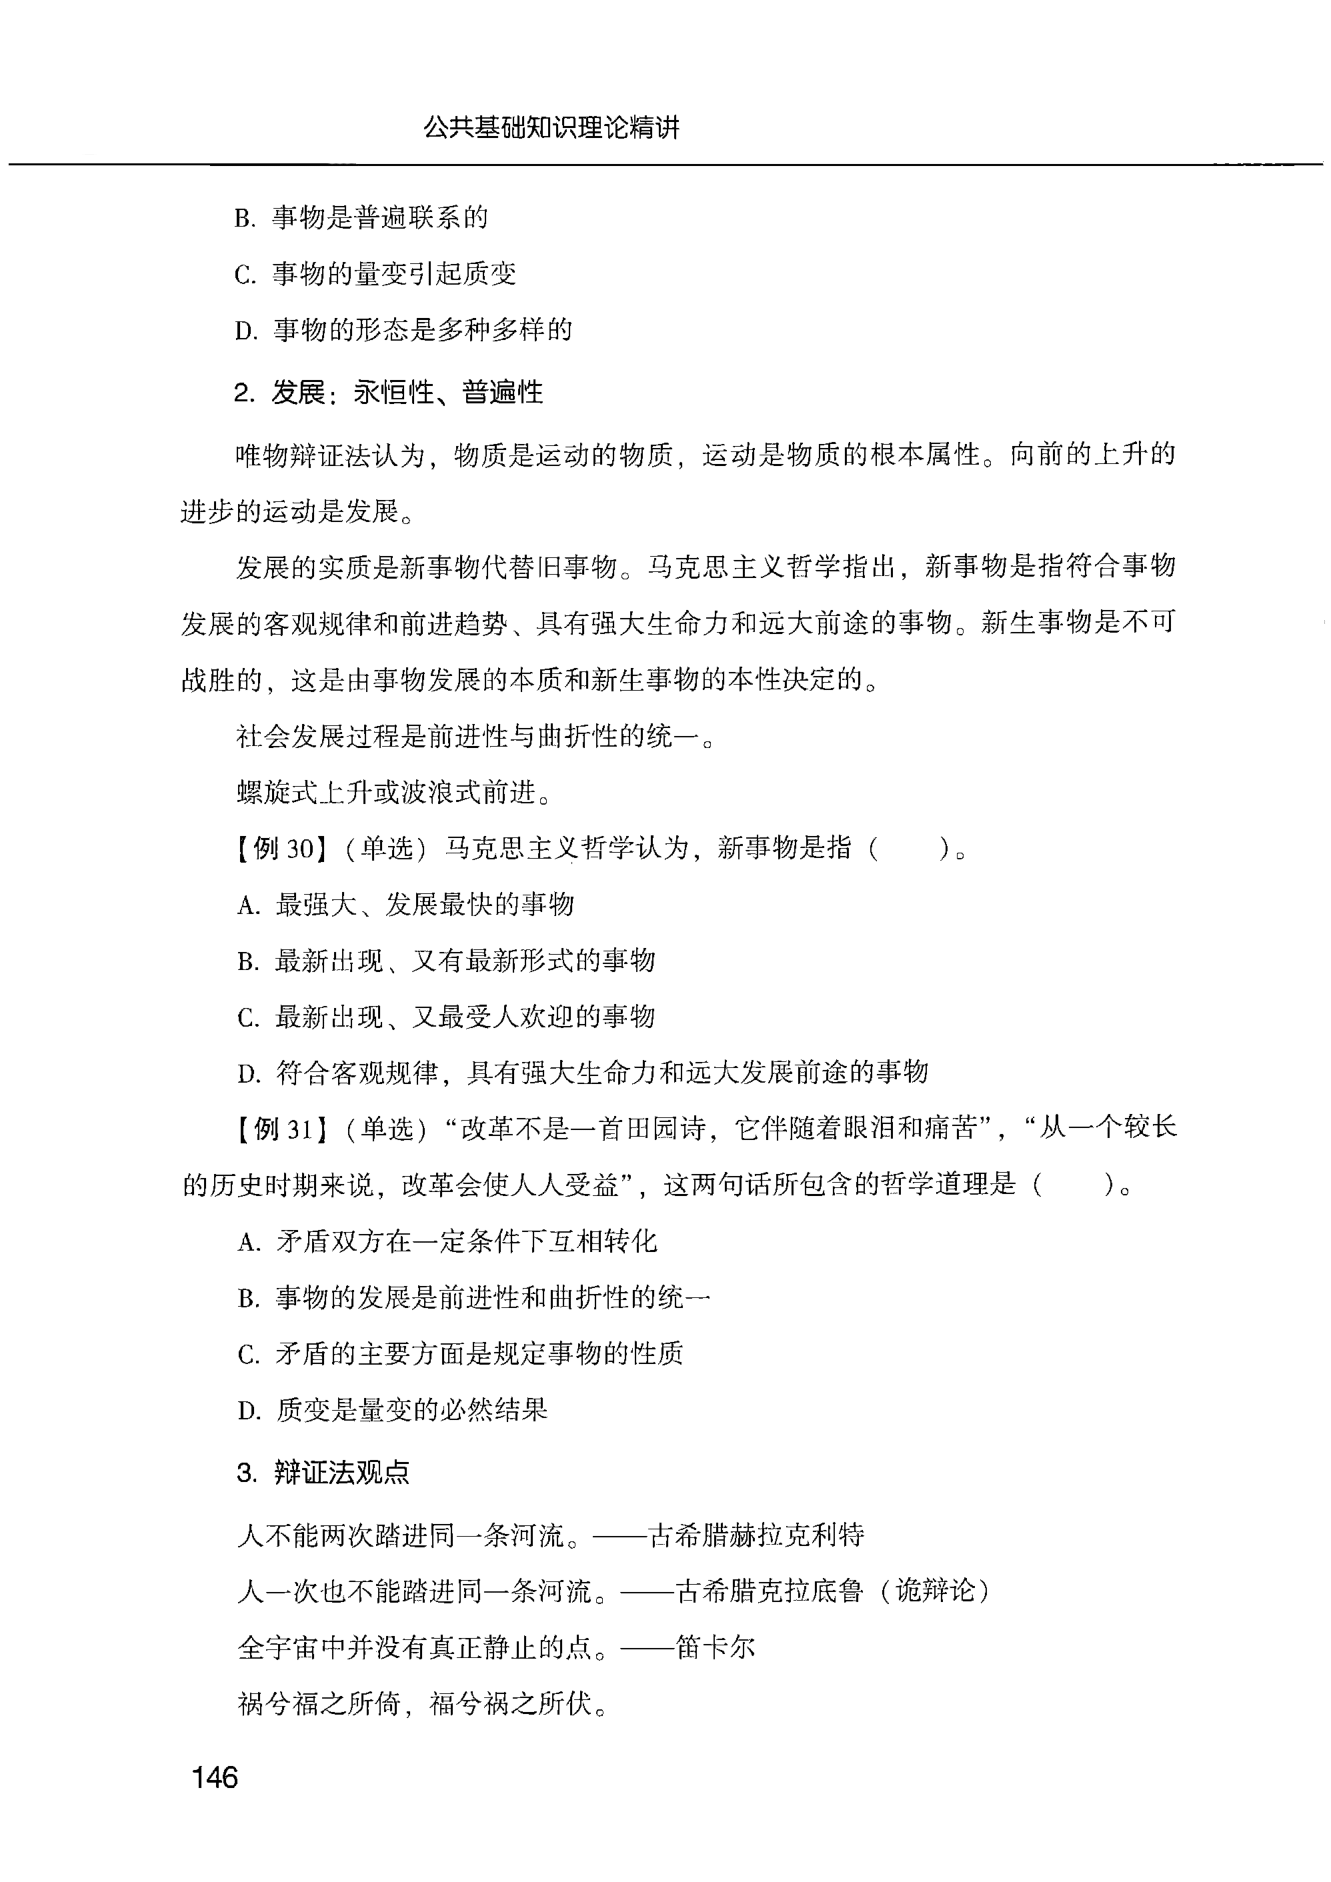 公共基础知识理论精讲
B. 事物是普遍联系的
C. 事物的量变引起质变
D. 事物的形态是多种多样的
2. 发展：永恒性、普遍性
唯物辩证法认为，物质是运动的物质，运动是物质的根本属性。向前的上升的
进步的运动是发展。
发展的实质是新事物代替旧事物。马克思主义哲学指出，新事物是指符合事物
发展的客观规律和前进趋势、具有强大生命力和远大前途的事物。新生事物是不可
战胜的，这是由事物发展的本质和新生事物的本性决定的。
社会发展过程是前进性与曲折性的统一。
螺旋式上升或波浪式前进。
【例 30】（单选）马克思主义哲学认为，新事物是指（　　）。
A. 最强大、发展最快的事物
B. 最新出现、又有最新形式的事物
C. 最新出现、又最受人欢迎的事物
D. 符合客观规律，具有强大生命力和远大发展前途的事物
【例 31】（单选）“改革不是一首田园诗，它伴随着眼泪和痛苦”，“从一个较长
的历史时期来说，改革会使人人受益”，这两句话所包含的哲学道理是（　　）。
A. 矛盾双方在一定条件下互相转化
B. 事物的发展是前进性和曲折性的统一
C. 矛盾的主要方面是规定事物的性质
D. 质变是量变的必然结果
3. 辩证法观点
人不能两次踏进同一条河流。——古希腊赫拉克利特
人一次也不能踏进同一条河流。——古希腊克拉底鲁（诡辩论）
全宇宙中并没有真正静止的点。——笛卡尔
祸兮福之所倚，福兮祸之所伏。
146